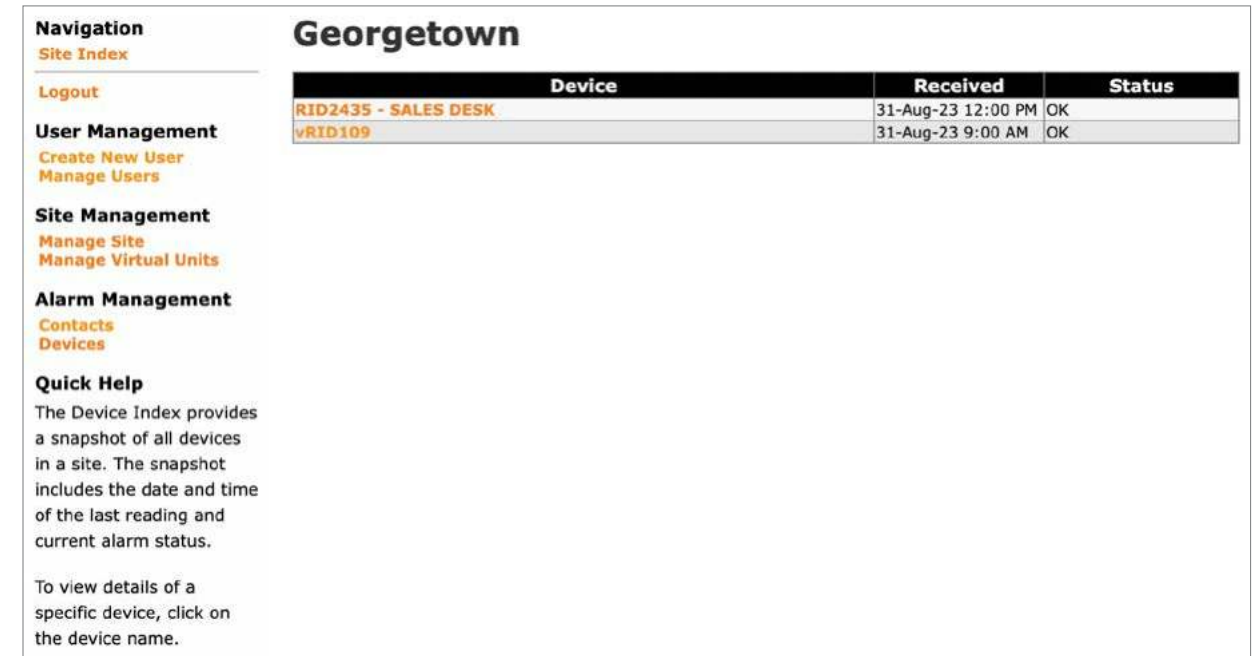 Navigation
Site Index
Logout
User Management
Create New User
Manage Users
Site Management
Manage Site
Manage Virtual Units
Alarm Management
Contacts
Devices
Quick Help
The Device Index provides
a snapshot of all devices
in a site. The snapshot
includes the date and time
of the last reading and
current alarm status.
To view details of a
specific device, click on
the device name.
Georgetown
Device Received Status
RID2435 - SALES DESK 31-Aug-23 12:00 PM OK
vRID109 31-Aug-23 9:00 AM OK